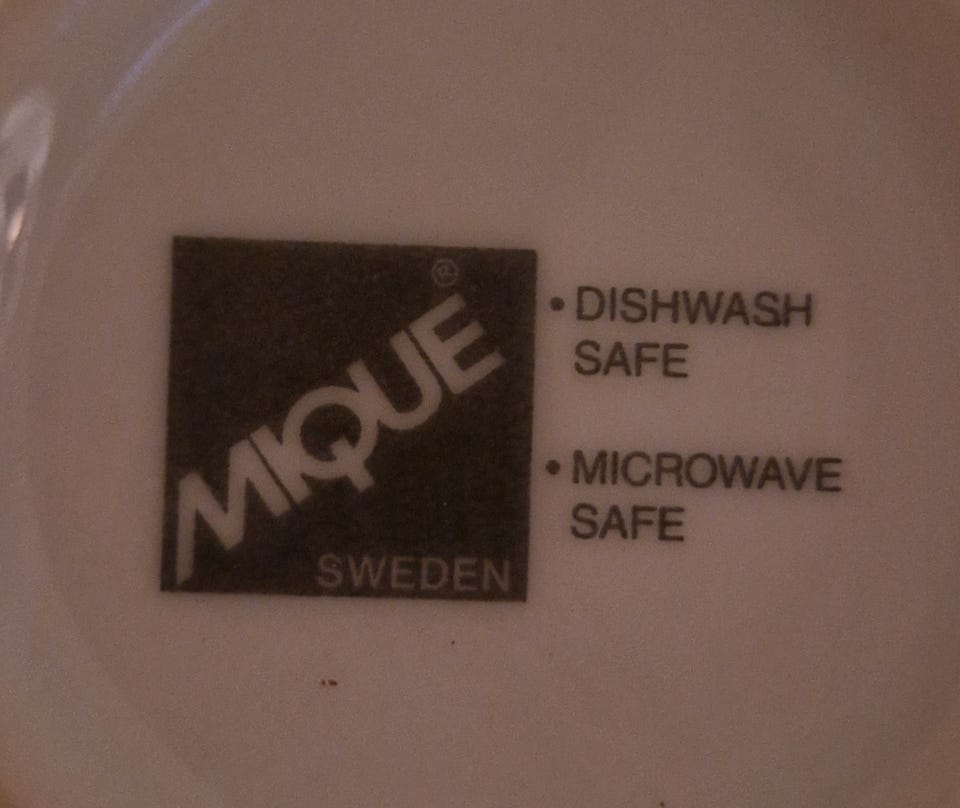 MIQUE®
SWEDEN
• DISHWASH
SAFE
• MICROWAVE
SAFE